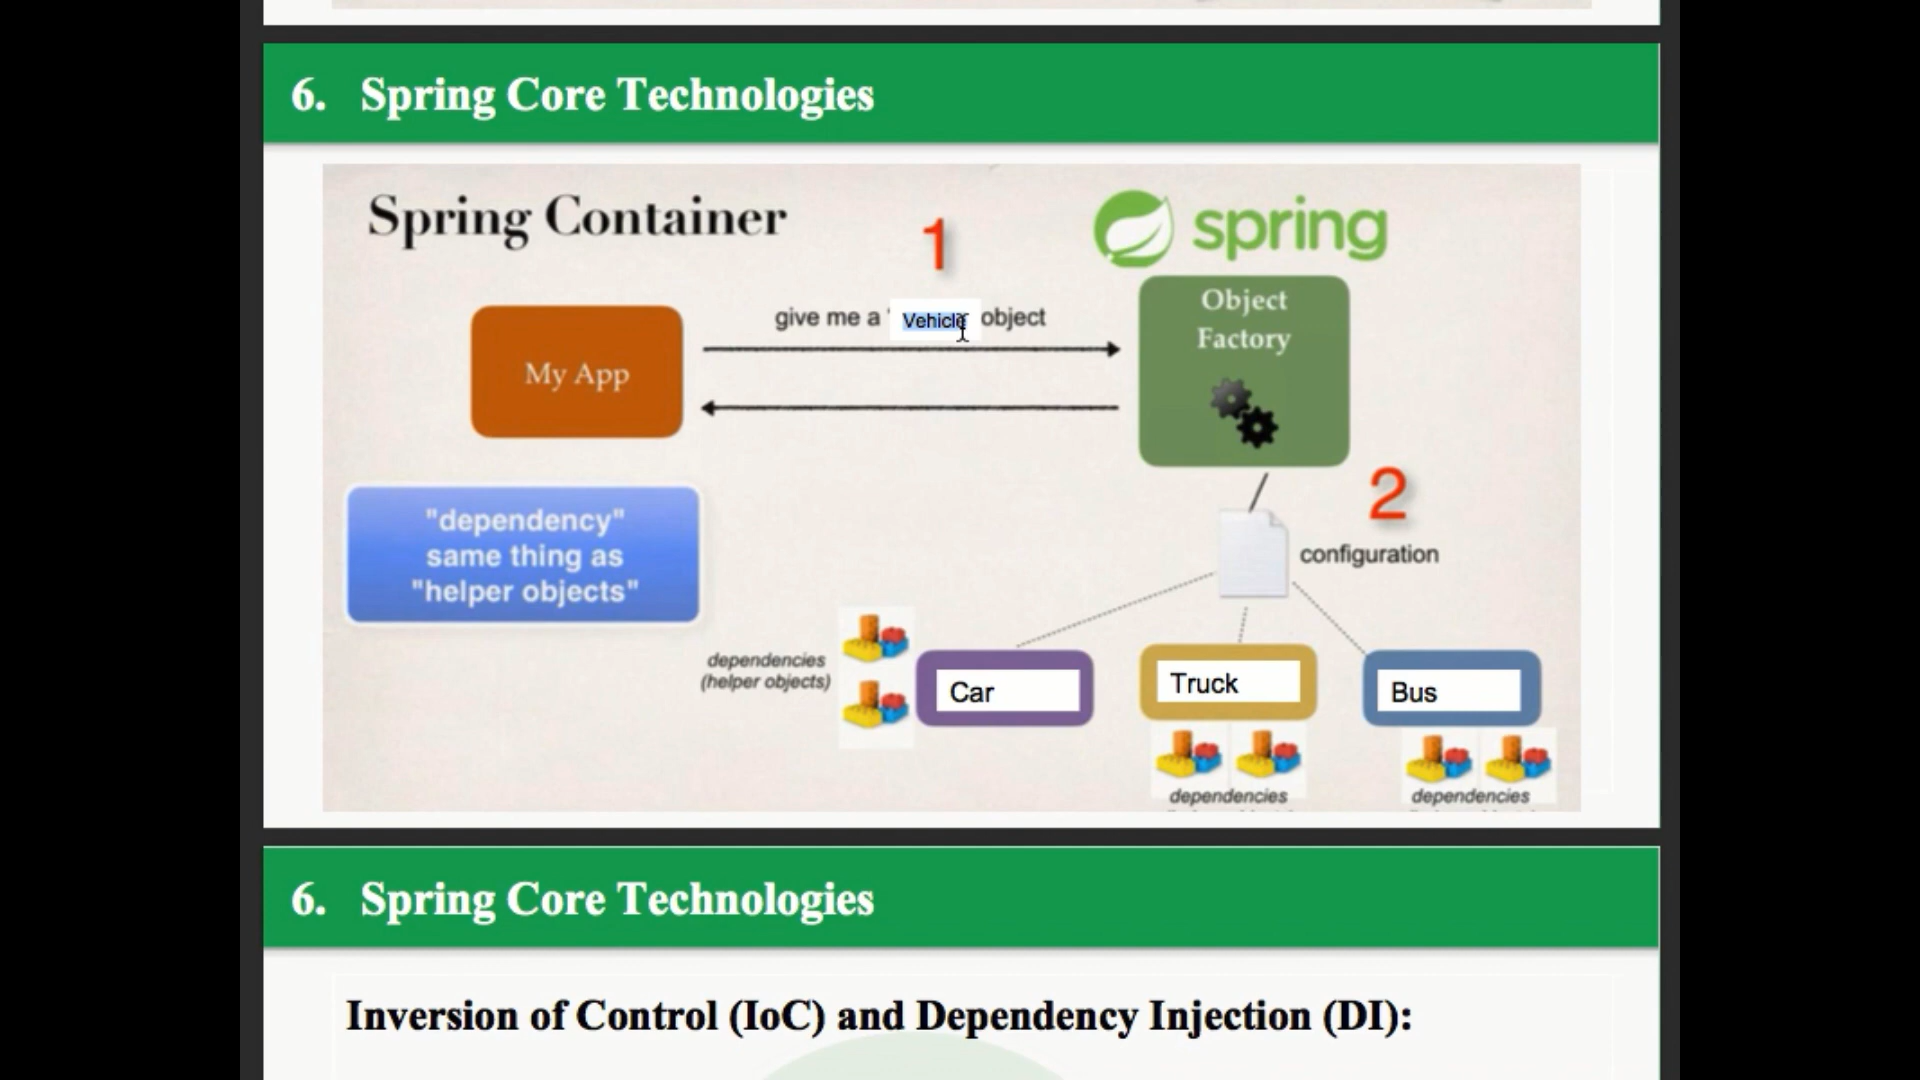 6. Spring Core Technologies
Spring Container
1
spring
give me a ' Vehicle object
Object
Factory
My App
2
configuration
"dependency"
same thing as
"helper objects"
dependencies
(helper objects)
Car
Truck
Bus
dependencies
dependencies
6. Spring Core Technologies
Inversion of Control (IoC) and Dependency Injection (DI):